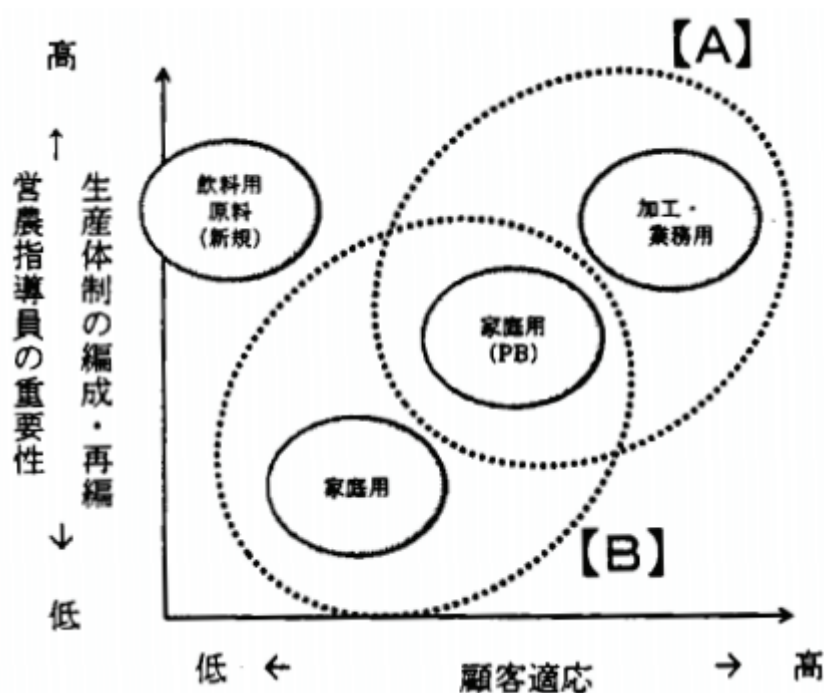 【A】
高
↑
生産体制の編成・再編
営農指導員の重要性
↓
低
飲料用
原料
(新規)
加工・
業務用
家庭用
(PB)
家庭用
【B】
低 ← 顧客適応 → 高